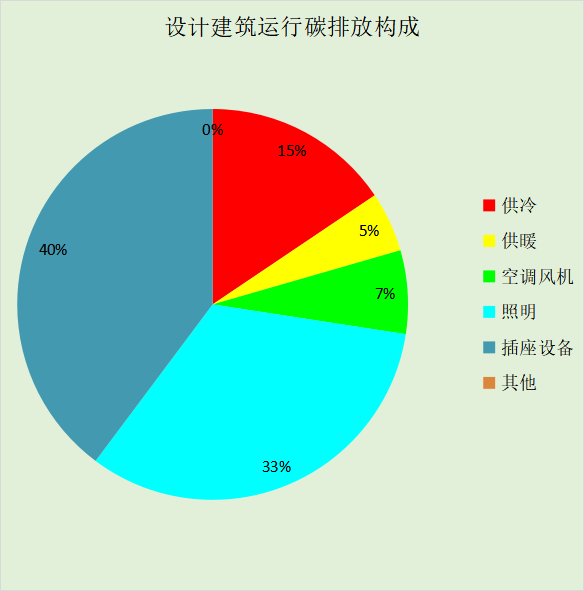 设计建筑运行碳排放构成
0%
15%
5%
7%
33%
40%
供冷
供暖
空调风机
照明
插座设备
其他